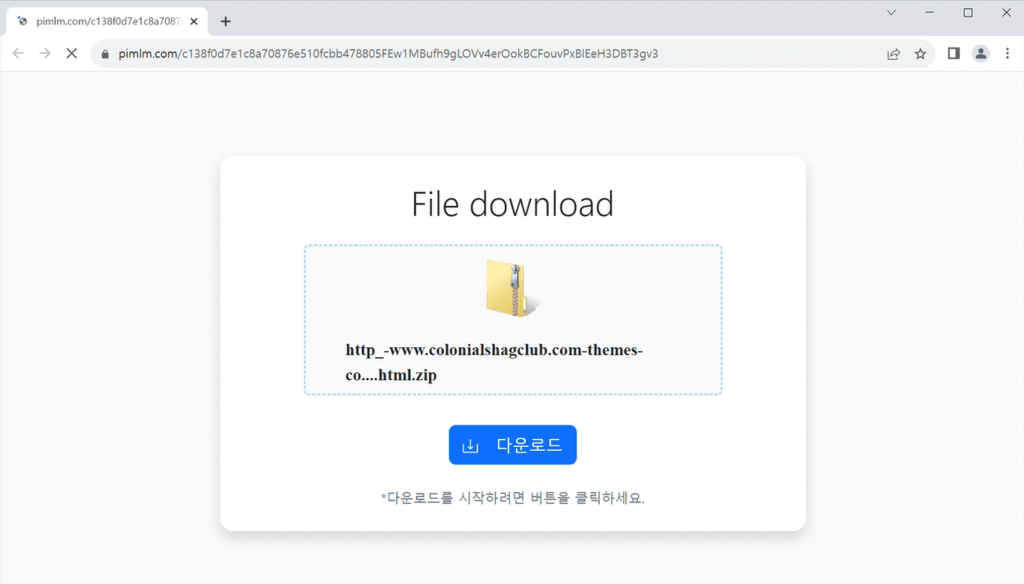 pimlm.com/c138f0d7e1c8a7087
pimlm.com/c138f0d7e1c8a70876e510fcbb478805FEw1MBufh9gLOVv4erOokBCFouvPxBlEeH3DBT3gv3
File download
http_-www.colonialshagclub.com-themes-
co....html.zip
다운로드
*다운로드를 시작하려면 버튼을 클릭하세요.